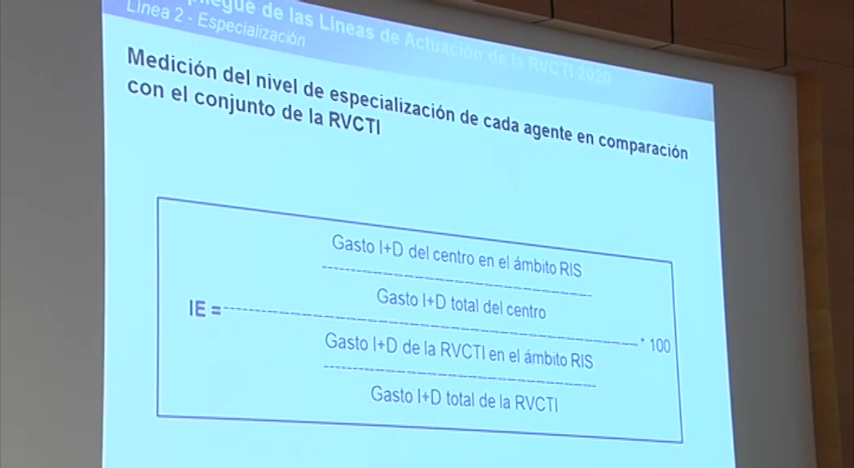 de las Líneas de Actuación de la RVCTI 2020
Línea 2 - Especialización
Medición del nivel de especialización de cada agente en comparación
con el conjunto de la RVCTI
Gasto I+D del centro en el ámbito RIS
Gasto I+D total del centro
IE =
* 100
Gasto I+D de la RVCTI en el ámbito RIS
Gasto I+D total de la RVCTI